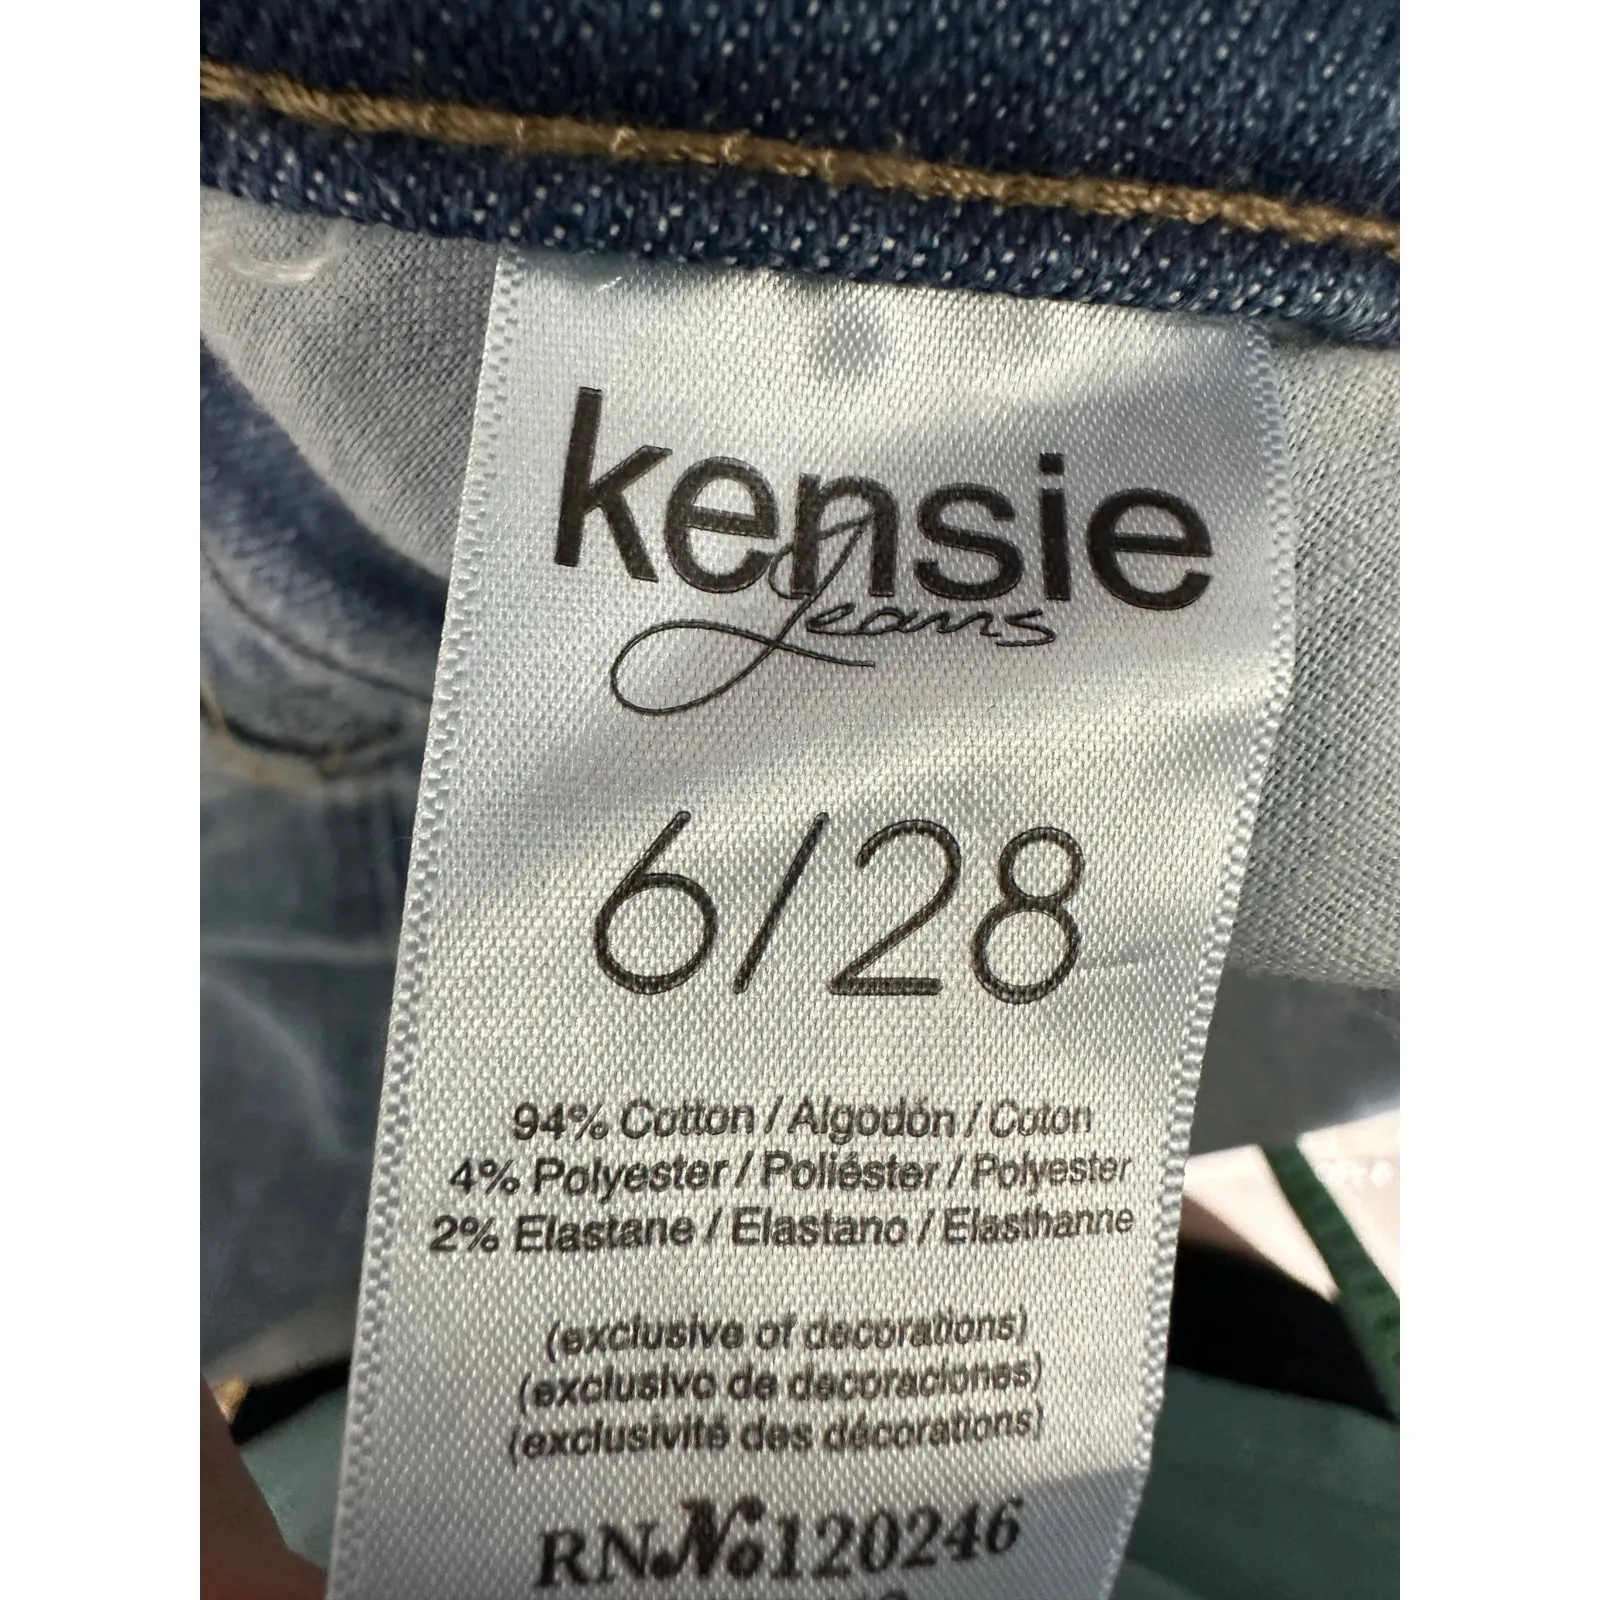 kensie
Jeans
6/28
94% Cotton / Algodón / Coton
4% Polyester / Poliéster / Polyester
2% Elastane / Elastano / Elasthanne
(exclusive of decorations)
(exclusivo de decoraciones)
(exclusivité des décorations)
RN No 120246